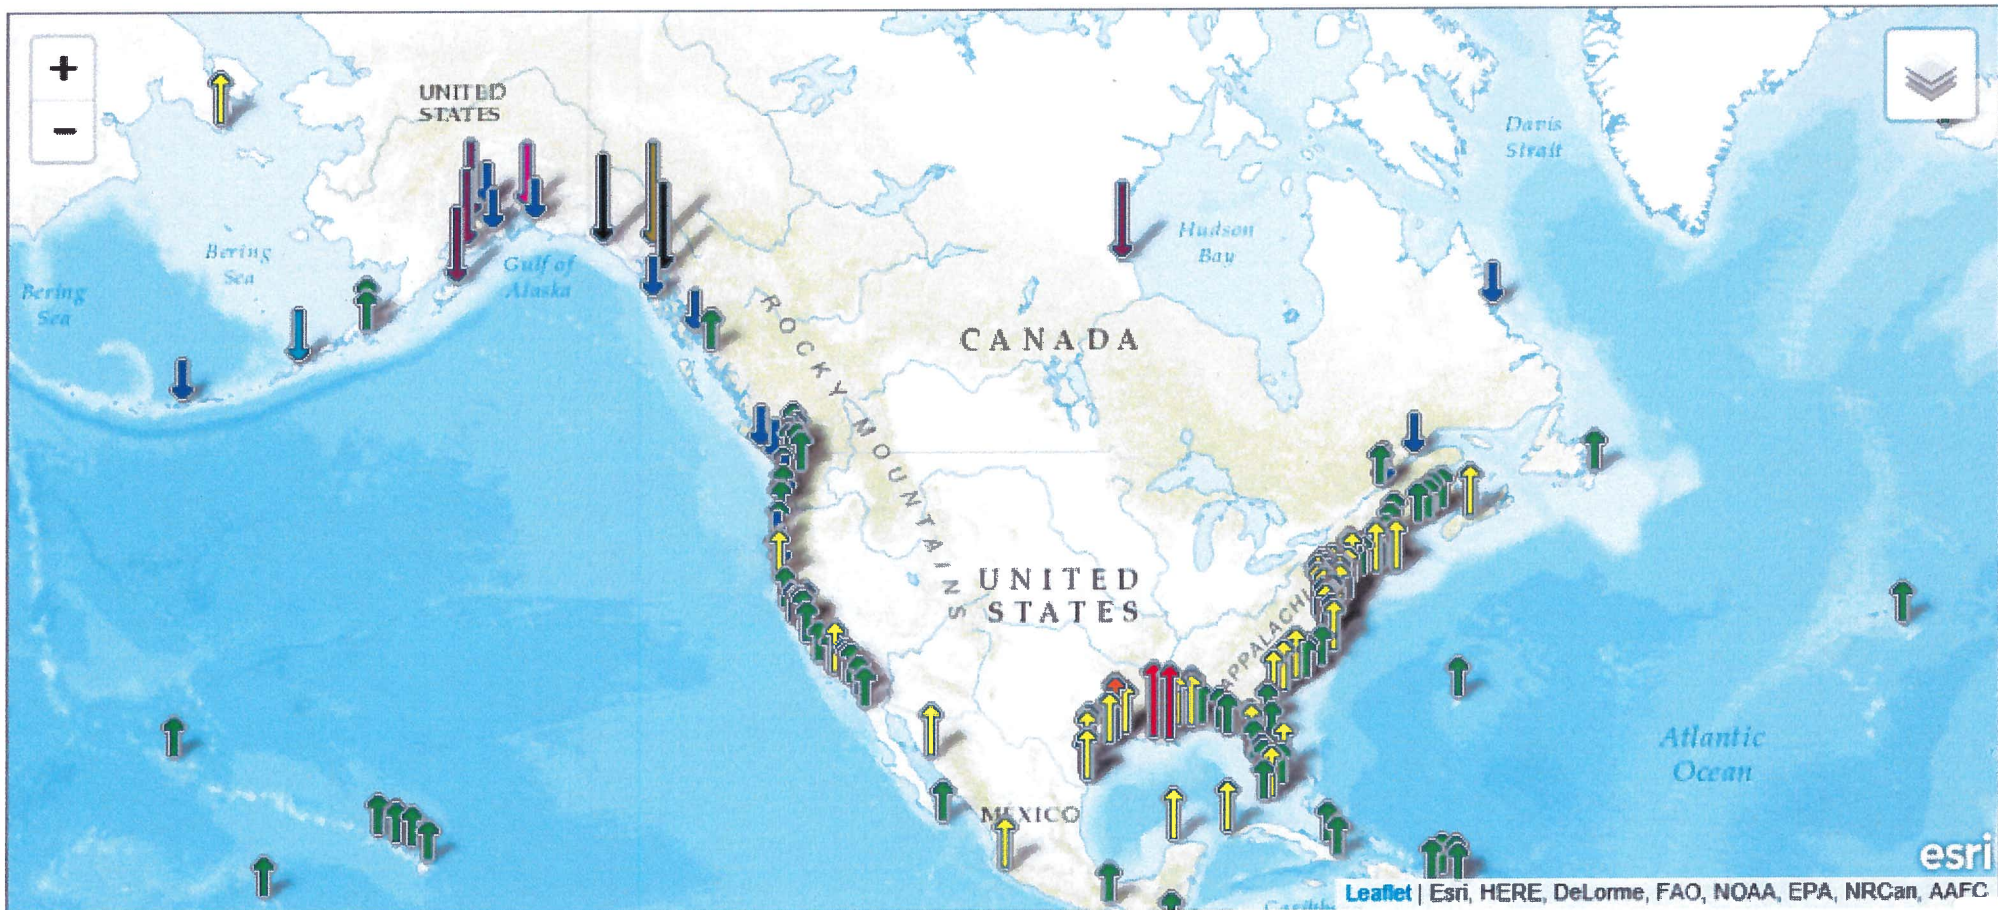 +
−
UNITED
STATES
Davis
Strait
Bering
Sea
Hudson
Bay
Gulf of
Alaska
Bering
Sea
CANADA
ROCKY MOUNTAINS
UNITED
STATES
APPALACHI
Atlantic
Ocean
MEXICO
esri
Leaflet | Esri, HERE, DeLorme, FAO, NOAA, EPA, NRCan, AAFC